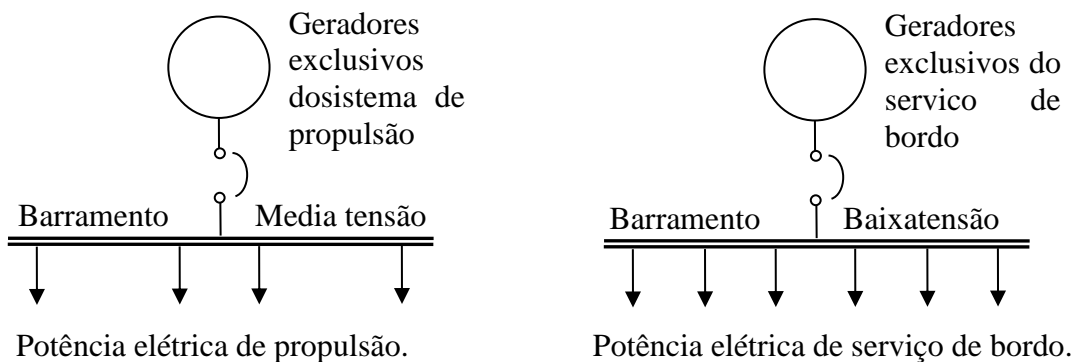 Geradores
exclusivos
dosistema de
propulsão
Barramento
Media tensão
Potência elétrica de propulsão.
Geradores
exclusivos do
servico de
bordo
Barramento
Baixatensão
Potência elétrica de serviço de bordo.